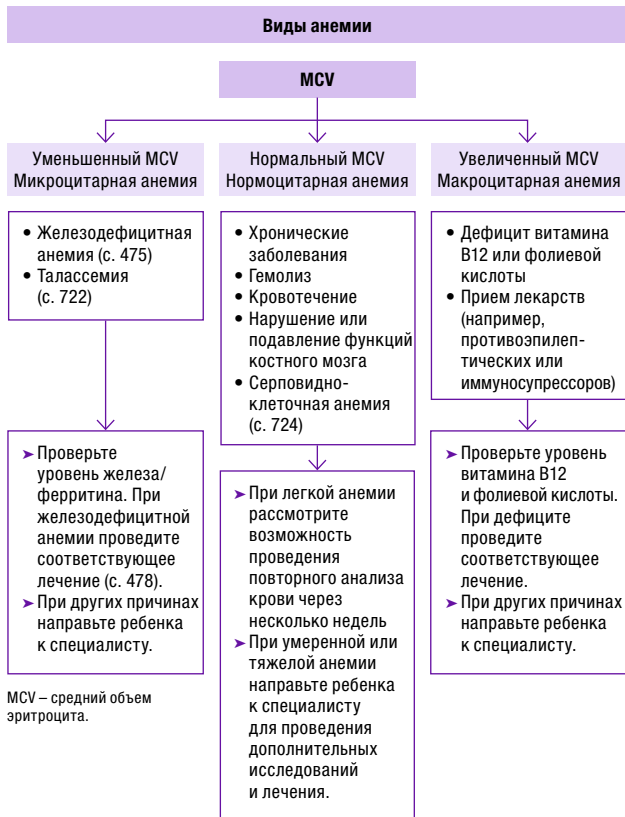 Виды анемии
MCV
Уменьшенный MCV
Микроцитарная анемия
Нормальный MCV
Нормоцитарная анемия
Увеличенный MCV
Макроцитарная анемия
• Железодефицитная
анемия (с. 475)
• Талассемия
(с. 722)
• Хронические
заболевания
• Гемолиз
• Кровотечение
• Нарушение или
подавление функций
костного мозга
• Серповидно-
клеточная анемия
(с. 724)
• Дефицит витамина
B12 или фолиевой
кислоты
• Прием лекарств
(например,
противоэпилеп-
тических или
иммуносупрессоров)
➤ Проверьте
уровень железа/
ферритина. При
железодефицитной
анемии проведите
соответствующее
лечение (с. 478).
➤ При других причинах
направьте ребенка
к специалисту.
➤ При легкой анемии
рассмотрите
возможность
проведения
повторного анализа
крови через
несколько недель
➤ При умеренной или
тяжелой анемии
направьте ребенка
к специалисту
для проведения
дополнительных
исследований
и лечения.
➤ Проверьте уровень
витамина B12
и фолиевой кислоты.
При дефиците
проведите
соответствующее
лечение.
➤ При других причинах
направьте ребенка
к специалисту.
MCV – средний объем
эритроцита.